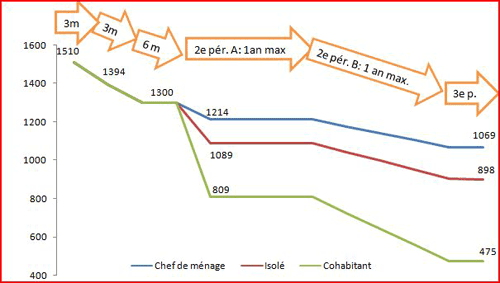 3m
3m
6 m
2e pér. A: 1an max
2e pér. B: 1 an max.
3e p.
1600
1400
1200
1000
800
600
400
1510
1394
1300
1214
1089
809
1069
898
475
Chef de ménage
Isolé
Cohabitant